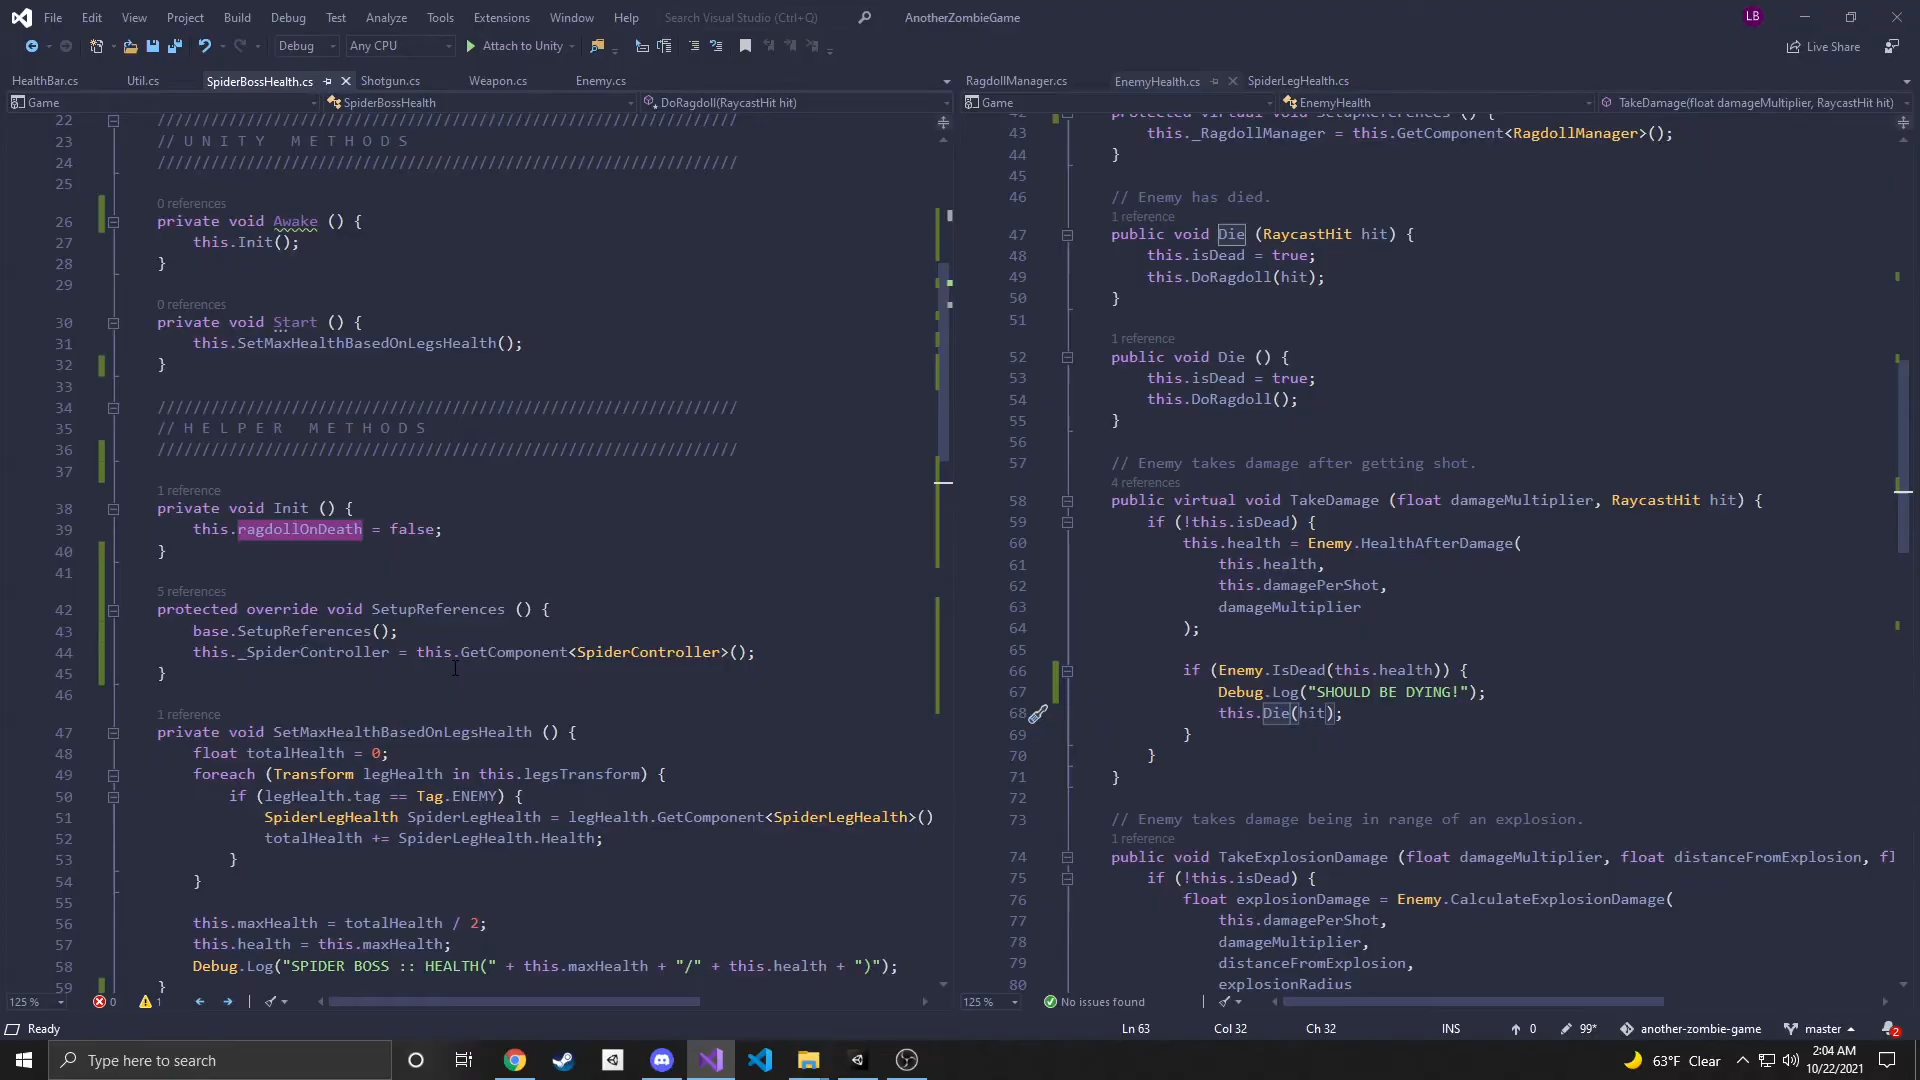 File Edit View Project Build Debug Test Analyze Tools Extensions Window Help Search Visual Studio (Ctrl+Q) AnotherZombieGame LB
Debug Any CPU Attach to Unity Live Share
HealthBar.cs Util.cs SpiderBossHealth.cs Shotgun.cs Weapon.cs Enemy.cs
Game SpiderBossHealth DoRagdoll(RaycastHit hit)
22 /////////////////////////////////////////////////////////////////
23 // U N I T Y   M E T H O D S
24 /////////////////////////////////////////////////////////////////
25
0 references
26 private void Awake () {
27 this.Init();
28 }
29
0 references
30 private void Start () {
31 this.SetMaxHealthBasedOnLegsHealth();
32 }
33
34 /////////////////////////////////////////////////////////////////
35 // H E L P E R   M E T H O D S
36 /////////////////////////////////////////////////////////////////
37
1 reference
38 private void Init () {
39 this.ragdollOnDeath = false;
40 }
41
5 references
42 protected override void SetupReferences () {
43 base.SetupReferences();
44 this._SpiderController = this.GetComponent<SpiderController>();
45 }
46
1 reference
47 private void SetMaxHealthBasedOnLegsHealth () {
48 float totalHealth = 0;
49 foreach (Transform legHealth in this.legsTransform) {
50 if (legHealth.tag == Tag.ENEMY) {
51 SpiderLegHealth SpiderLegHealth = legHealth.GetComponent<SpiderLegHealth>()
52 totalHealth += SpiderLegHealth.Health;
53 }
54 }
55
56 this.maxHealth = totalHealth / 2;
57 this.health = this.maxHealth;
58 Debug.Log("SPIDER BOSS :: HEALTH(" + this.maxHealth + "/" + this.health + ")");
59 }
125 % 0 1
RagdollManager.cs EnemyHealth.cs SpiderLegHealth.cs
Game EnemyHealth TakeDamage(float damageMultiplier, RaycastHit hit)
42 protected virtual void SetupReferences () {
43 this._RagdollManager = this.GetComponent<RagdollManager>();
44 }
45
46 // Enemy has died.
1 reference
47 public void Die (RaycastHit hit) {
48 this.isDead = true;
49 this.DoRagdoll(hit);
50 }
51
1 reference
52 public void Die () {
53 this.isDead = true;
54 this.DoRagdoll();
55 }
56
57 // Enemy takes damage after getting shot.
4 references
58 public virtual void TakeDamage (float damageMultiplier, RaycastHit hit) {
59 if (!this.isDead) {
60 this.health = Enemy.HealthAfterDamage(
61 this.health,
62 this.damagePerShot,
63 damageMultiplier
64 );
65
66 if (Enemy.IsDead(this.health)) {
67 Debug.Log("SHOULD BE DYING!");
68 this.Die(hit);
69 }
70 }
71 }
72
73 // Enemy takes damage being in range of an explosion.
1 reference
74 public void TakeExplosionDamage (float damageMultiplier, float distanceFromExplosion, fl
75 if (!this.isDead) {
76 float explosionDamage = Enemy.CalculateExplosionDamage(
77 this.damagePerShot,
78 damageMultiplier,
79 distanceFromExplosion,
80 explosionRadius
125 % No issues found
Ready Ln 63 Col 32 Ch 32 INS 0 99* another-zombie-game master 2
Type here to search 63°F Clear 2:04 AM
10/22/2021